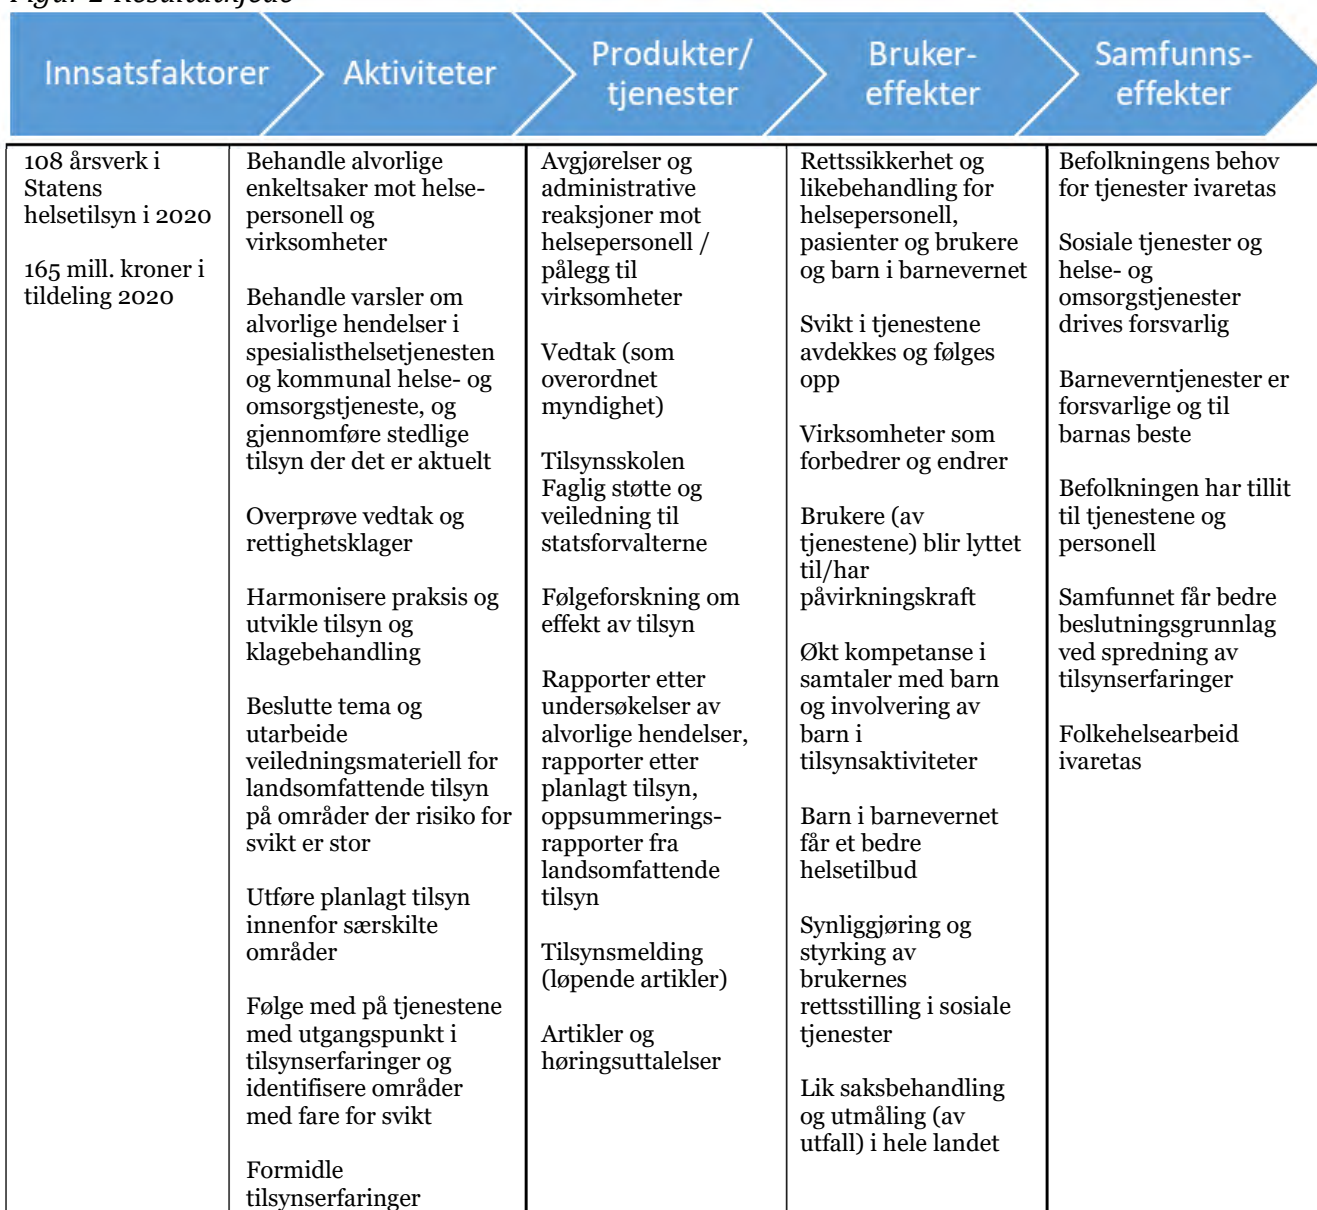 Figur 2 Resultatkjede
Innsatsfaktorer
Aktiviteter
Produkter/
tjenester
Bruker-
effekter
Samfunns-
effekter
108 årsverk i
Statens
helsetilsyn i 2020
165 mill. kroner i
tildeling 2020
Behandle alvorlige
enkeltsaker mot helse-
personell og
virksomheter
Behandle varsler om
alvorlige hendelser i
spesialisthelsetjenesten
og kommunal helse- og
omsorgstjeneste, og
gjennomføre stedlige
tilsyn der det er aktuelt
Overprøve vedtak og
rettighetsklager
Harmonisere praksis og
utvikle tilsyn og
klagebehandling
Beslutte tema og
utarbeide
veiledningsmateriell for
landsomfattende tilsyn
på områder der risiko for
svikt er stor
Utføre planlagt tilsyn
innenfor særskilte
områder
Følge med på tjenestene
med utgangspunkt i
tilsynserfaringer og
identifisere områder
med fare for svikt
Formidle
tilsynserfaringer
Avgjørelser og
administrative
reaksjoner mot
helsepersonell /
pålegg til
virksomheter
Vedtak (som
overordnet
myndighet)
Tilsynsskolen
Faglig støtte og
veiledning til
statsforvalterne
Følgeforskning om
effekt av tilsyn
Rapporter etter
undersøkelser av
alvorlige hendelser,
rapporter etter
planlagt tilsyn,
oppsummerings-
rapporter fra
landsomfattende
tilsyn
Tilsynsmelding
(løpende artikler)
Artikler og
høringsuttalelser
Rettssikkerhet og
likebehandling for
helsepersonell,
pasienter og brukere
og barn i barnevernet
Svikt i tjenestene
avdekkes og følges
opp
Virksomheter som
forbedrer og endrer
Brukere (av
tjenestene) blir lyttet
til/har
påvirkningskraft
Økt kompetanse i
samtaler med barn
og involvering av
barn i
tilsynsaktiviteter
Barn i barnevernet
får et bedre
helsetilbud
Synliggjøring og
styrking av
brukernes
rettsstilling i sosiale
tjenester
Lik saksbehandling
og utmåling (av
utfall) i hele landet
Befolkningens behov
for tjenester ivaretas
Sosiale tjenester og
helse- og
omsorgstjenester
drives forsvarlig
Barneverntjenester er
forsvarlige og til
barnas beste
Befolkningen har tillit
til tjenestene og
personell
Samfunnet får bedre
beslutningsgrunnlag
ved spredning av
tilsynserfaringer
Folkehelsearbeid
ivaretas